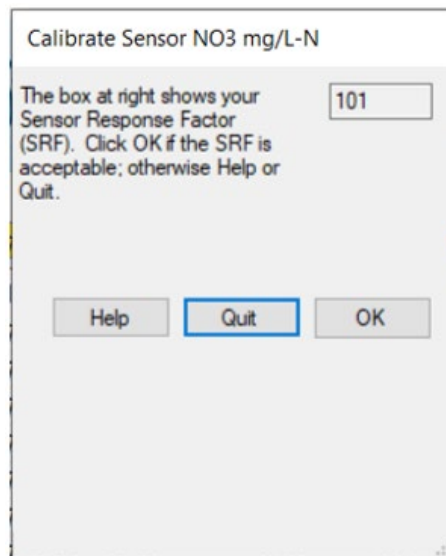 Calibrate Sensor NO3 mg/L-N
The box at right shows your
Sensor Response Factor
(SRF). Click OK if the SRF is
acceptable; otherwise Help or
Quit.
101
Help
Quit
OK